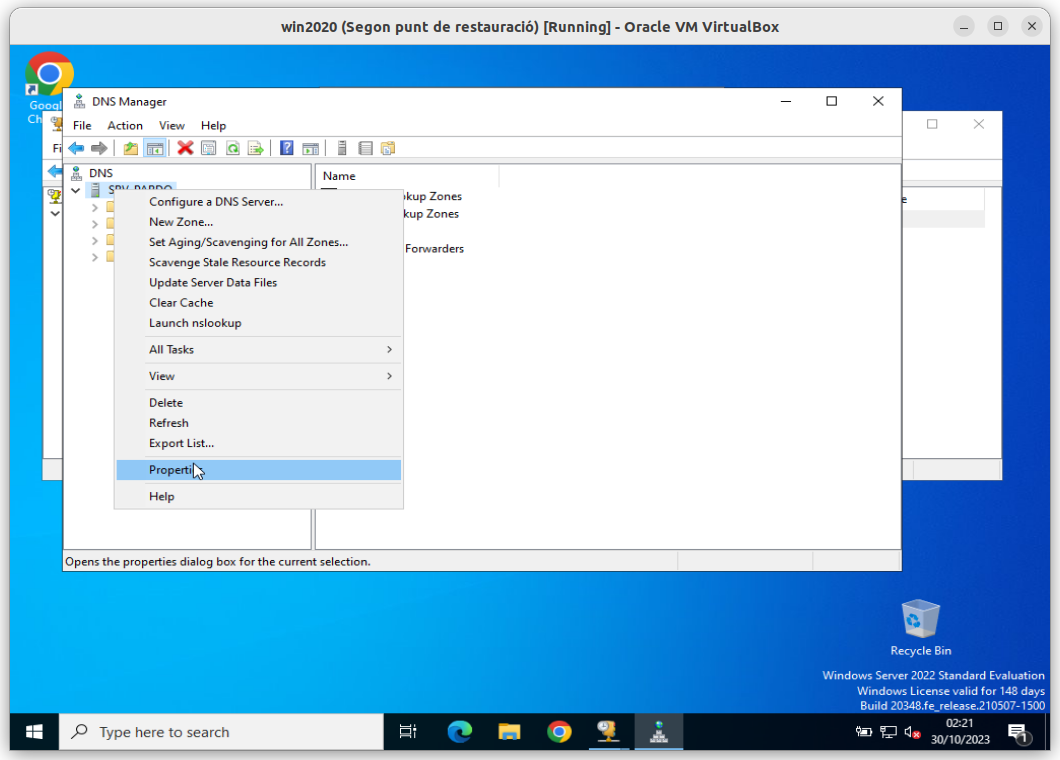 win2020 (Segon punt de restauració) [Running] - Oracle VM VirtualBox
Googl
Ch
DNS Manager
File Action View Help
Fi
DNS
SRV-PARDO
Name
okup Zones
kup Zones
Forwarders
e
Configure a DNS Server...
New Zone...
Set Aging/Scavenging for All Zones...
Scavenge Stale Resource Records
Update Server Data Files
Clear Cache
Launch nslookup
All Tasks
View
Delete
Refresh
Export List...
Properti
Help
Opens the properties dialog box for the current selection.
Recycle Bin
Windows Server 2022 Standard Evaluation
Windows License valid for 148 days
Build 20348.fe_release.210507-1500
Type here to search
02:21
30/10/2023
1